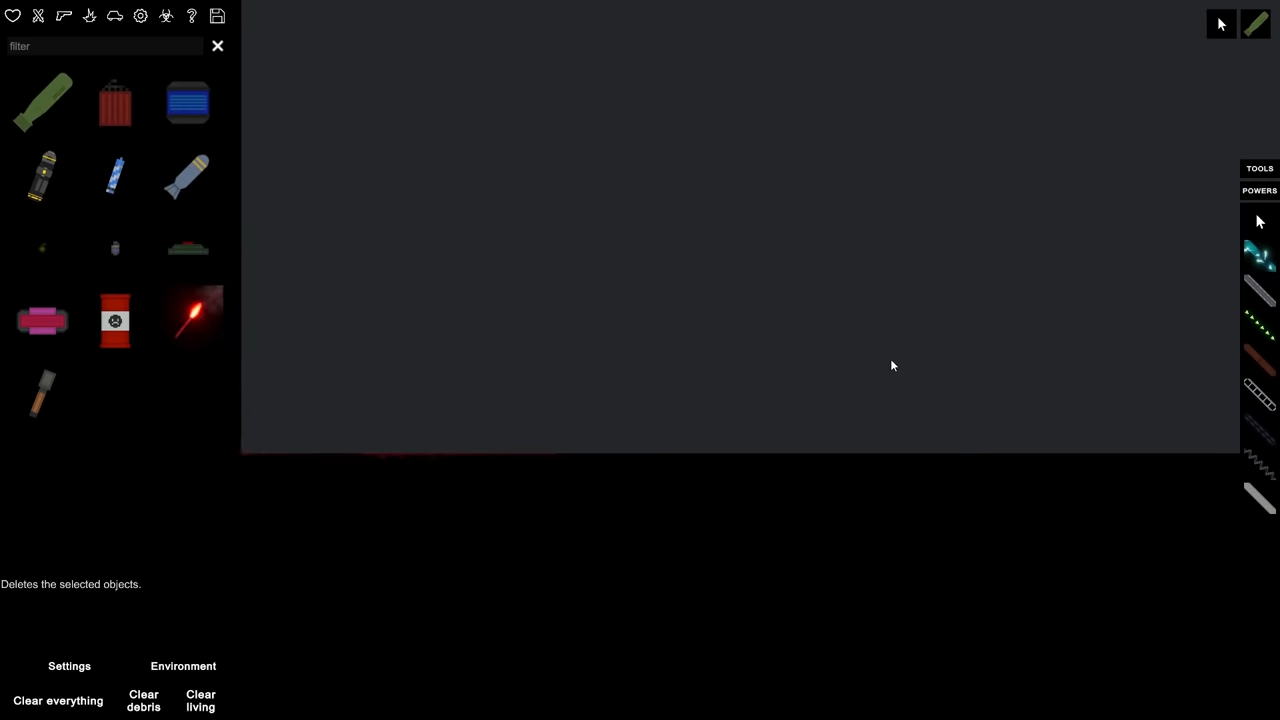 filter
TOOLS
POWERS
Deletes the selected objects.
Settings
Environment
Clear everything
Clear
debris
Clear
living